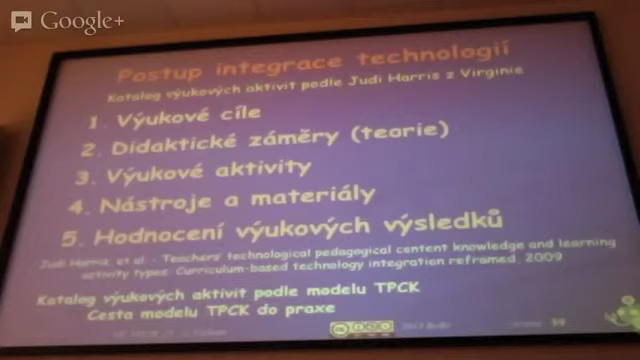 Google+
Postup integrace technologií
Katalog výukových aktivit podle Judi Harris z Virginie
1. Výukové cíle
2. Didaktické záměry (teorie)
3. Výukové aktivity
4. Nástroje a materiály
5. Hodnocení výukových výsledků
Judi Harris, et al. - Teachers' technological pedagogical content knowledge and learning
activity types: Curriculum-based technology integration reframed, 2009
Katalog výukových aktivit podle modelu TPCK
Cesta modelu TPCK do praxe